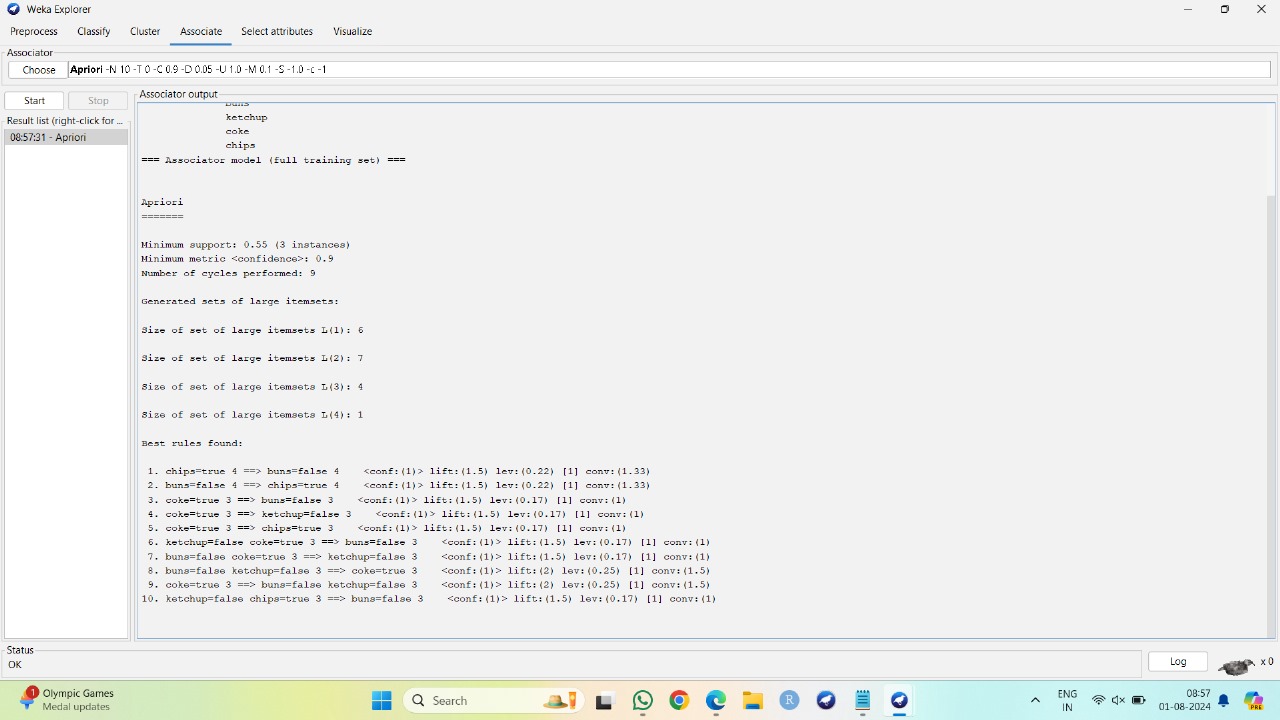 Weka Explorer
Preprocess Classify Cluster Associate Select attributes Visualize
Associator
Choose Apriori -N 10 -T 0 -C 0.9 -D 0.05 -U 1.0 -M 0.1 -S -1.0 -c -1
Start Stop
Associator output
Result list (right-click for ...
08:57:31 - Apriori
buns
ketchup
coke
chips
=== Associator model (full training set) ===
Apriori
=======
Minimum support: 0.55 (3 instances)
Minimum metric <confidence>: 0.9
Number of cycles performed: 9
Generated sets of large itemsets:
Size of set of large itemsets L(1): 6
Size of set of large itemsets L(2): 7
Size of set of large itemsets L(3): 4
Size of set of large itemsets L(4): 1
Best rules found:
1. chips=true 4 ==> buns=false 4 <conf:(1)> lift:(1.5) lev:(0.22) [1] conv:(1.33)
2. buns=false 4 ==> chips=true 4 <conf:(1)> lift:(1.5) lev:(0.22) [1] conv:(1.33)
3. coke=true 3 ==> buns=false 3 <conf:(1)> lift:(1.5) lev:(0.17) [1] conv:(1)
4. coke=true 3 ==> ketchup=false 3 <conf:(1)> lift:(1.5) lev:(0.17) [1] conv:(1)
5. coke=true 3 ==> chips=true 3 <conf:(1)> lift:(1.5) lev:(0.17) [1] conv:(1)
6. ketchup=false coke=true 3 ==> buns=false 3 <conf:(1)> lift:(1.5) lev:(0.17) [1] conv:(1)
7. buns=false coke=true 3 ==> ketchup=false 3 <conf:(1)> lift:(1.5) lev:(0.17) [1] conv:(1)
8. buns=false ketchup=false 3 ==> coke=true 3 <conf:(1)> lift:(2) lev:(0.25) [1] conv:(1.5)
9. coke=true 3 ==> buns=false ketchup=false 3 <conf:(1)> lift:(2) lev:(0.25) [1] conv:(1.5)
10. ketchup=false chips=true 3 ==> buns=false 3 <conf:(1)> lift:(1.5) lev:(0.17) [1] conv:(1)
Status
OK
Log x 0
1 Olympic Games
Medal updates
Search
R
ENG
IN
08:57
01-08-2024
PRE